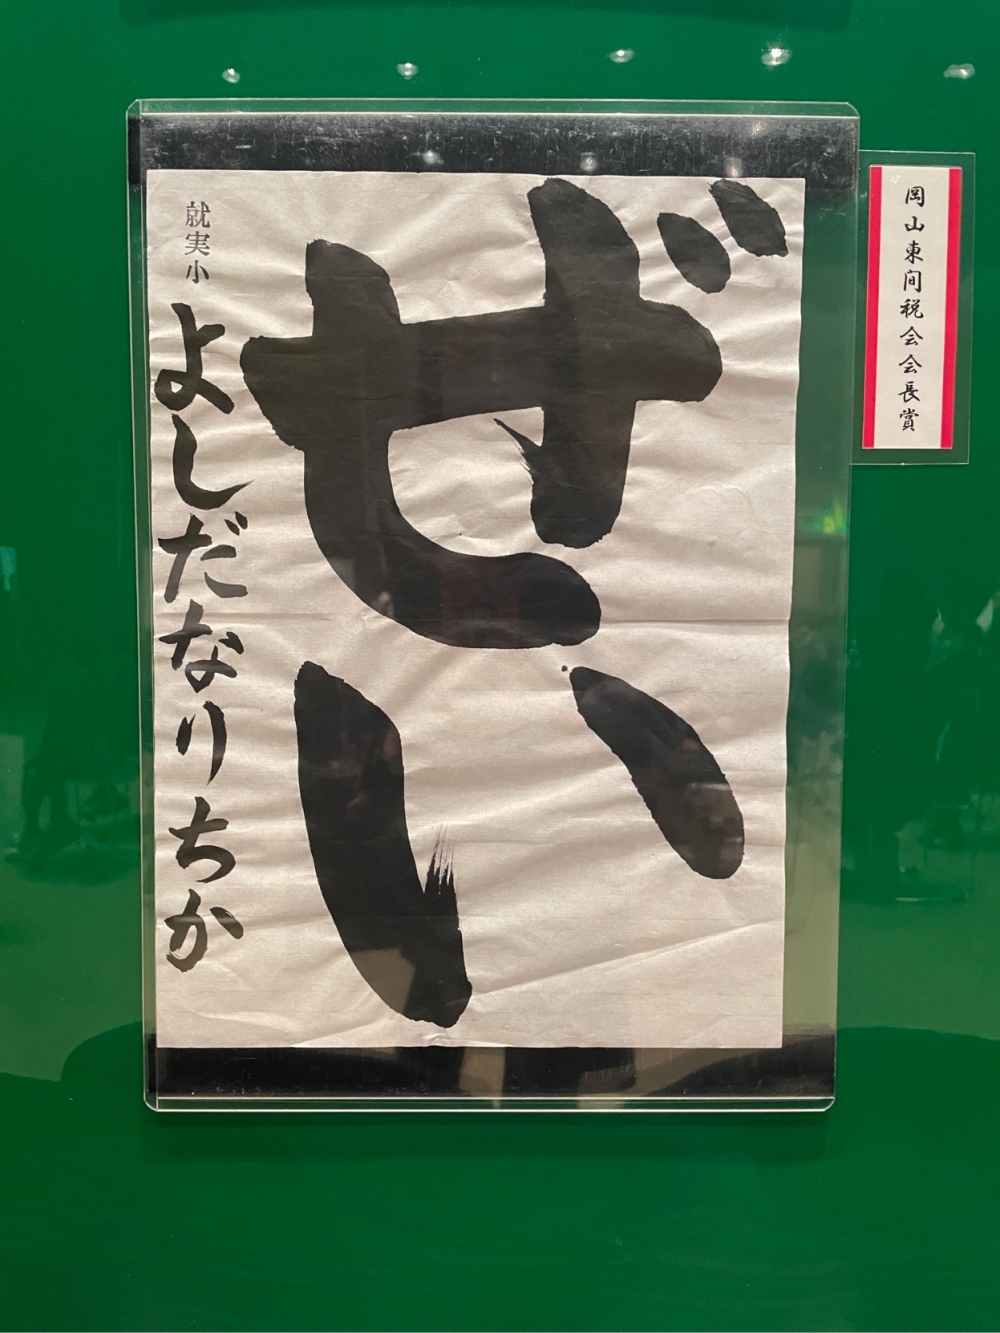 岡山東間税会会長賞
ぜい
就実小
よしだなりちか